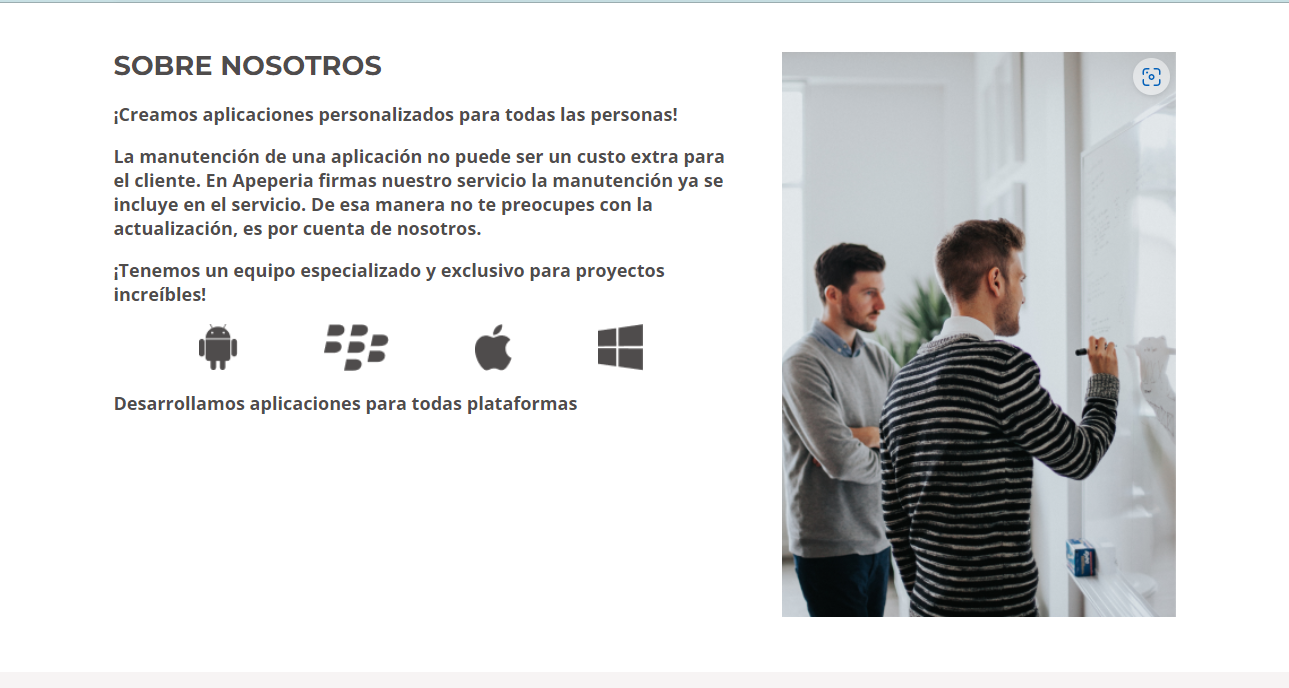 SOBRE NOSOTROS
¡Creamos aplicaciones personalizados para todas las personas!
La manutención de una aplicación no puede ser un custo extra para
el cliente. En Apeperia firmas nuestro servicio la manutención ya se
incluye en el servicio. De esa manera no te preocupes con la
actualización, es por cuenta de nosotros.
¡Tenemos un equipo especializado y exclusivo para proyectos
increíbles!
Desarrollamos aplicaciones para todas plataformas